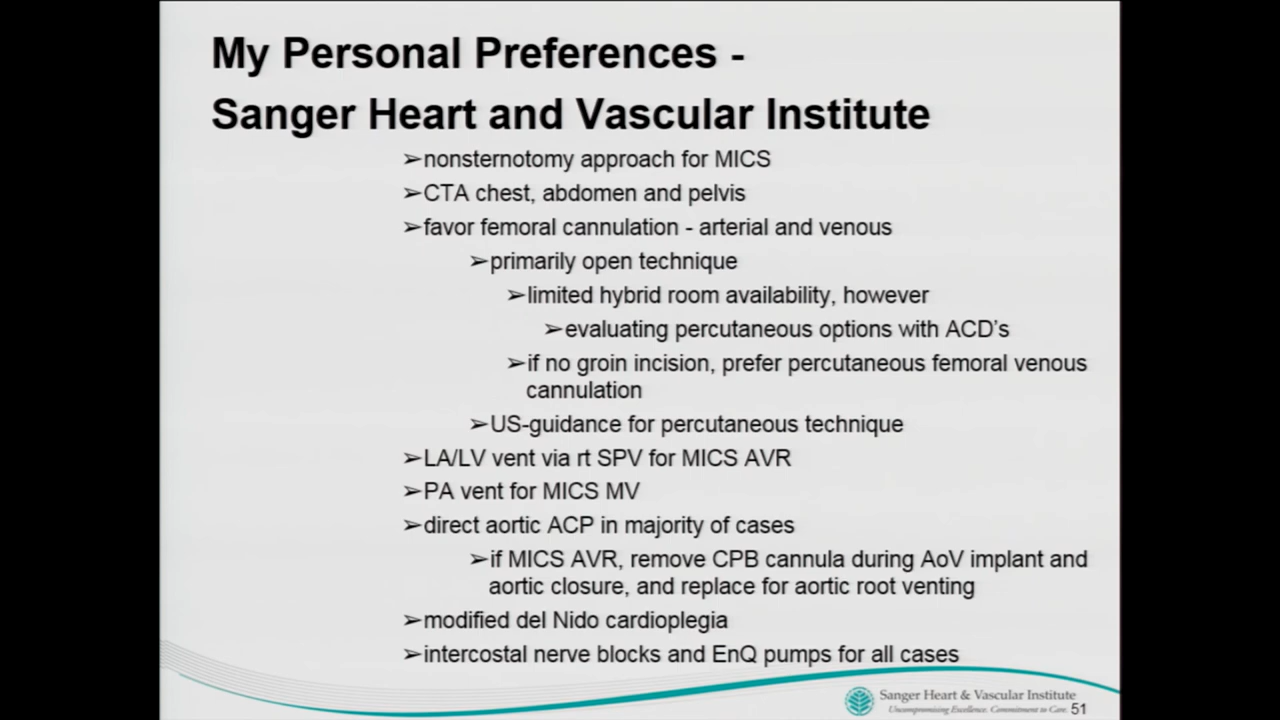 My Personal Preferences -
Sanger Heart and Vascular Institute
➢nonsternotomy approach for MICS
➢CTA chest, abdomen and pelvis
➢favor femoral cannulation - arterial and venous
➢primarily open technique
➢limited hybrid room availability, however
➢evaluating percutaneous options with ACD's
➢if no groin incision, prefer percutaneous femoral venous
cannulation
➢US-guidance for percutaneous technique
➢LA/LV vent via rt SPV for MICS AVR
➢PA vent for MICS MV
➢direct aortic ACP in majority of cases
➢if MICS AVR, remove CPB cannula during AoV implant and
aortic closure, and replace for aortic root venting
➢modified del Nido cardioplegia
➢intercostal nerve blocks and EnQ pumps for all cases
Sanger Heart & Vascular Institute
Uncompromising Excellence. Commitment to Care. 51